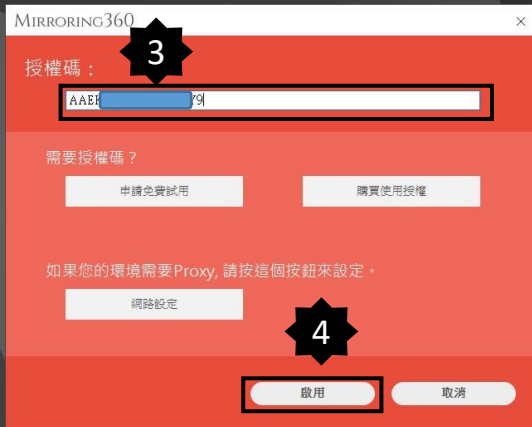 MIRRORING360
×
3
授權碼：
AAE
79
需要授權碼？
申請免費試用
購買使用授權
如果您的環境需要Proxy, 請按這個按鈕來設定。
網路設定
4
啟用
取消